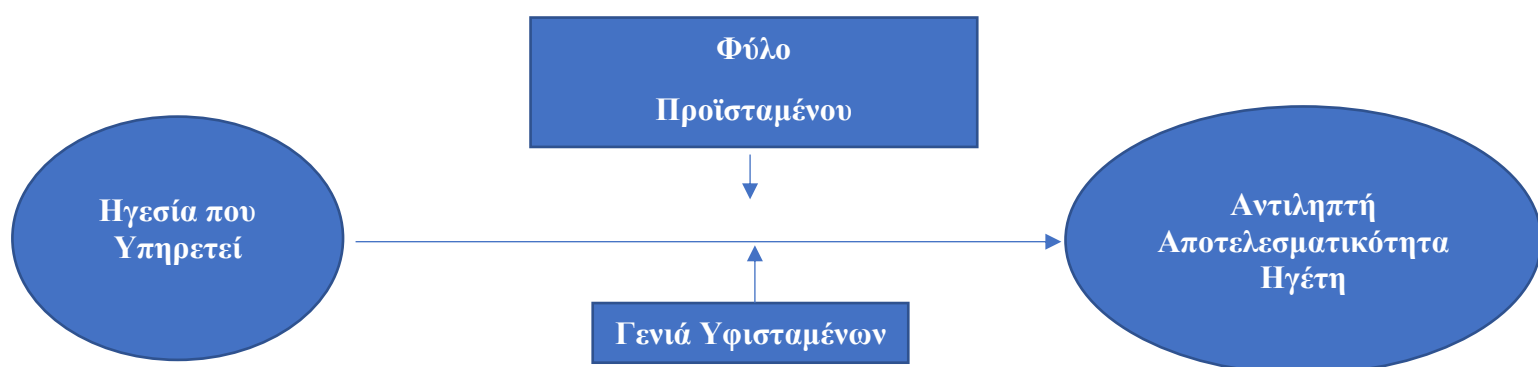 Φύλο
Προϊσταμένου
Ηγεσία που
Υπηρετεί
Αντιληπτή
Αποτελεσματικότητα
Ηγέτη
Γενιά Υφισταμένων